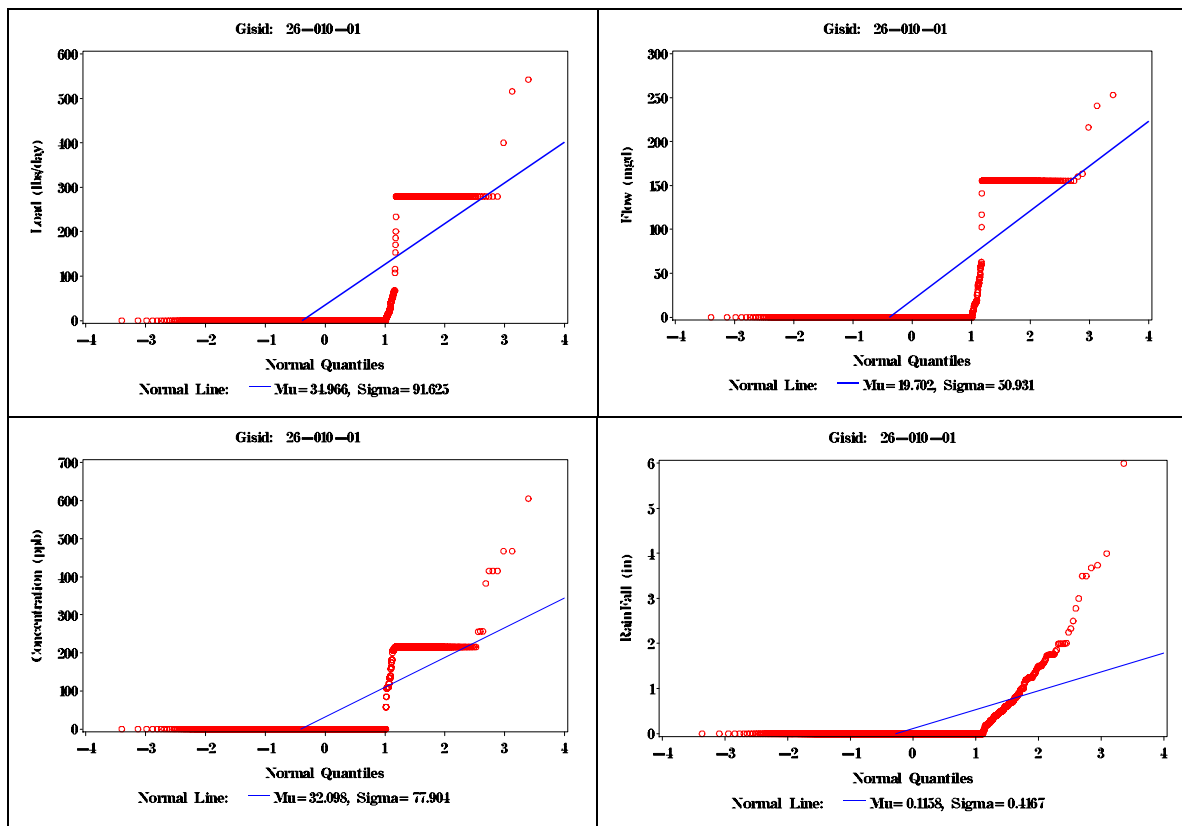 Gisid: 26-010-01
Load (lbs/day)
600
500
400
300
200
100
0
-4 -3 -2 -1 0 1 2 3 4
Normal Quantiles
Normal Line: Mu=34.966, Sigma=91.625
Gisid: 26-010-01
Flow (mgd)
300
250
200
150
100
50
0
-4 -3 -2 -1 0 1 2 3 4
Normal Quantiles
Normal Line: Mu=19.702, Sigma=50.931
Gisid: 26-010-01
Concentration (ppb)
700
600
500
400
300
200
100
0
-4 -3 -2 -1 0 1 2 3 4
Normal Quantiles
Normal Line: Mu=32.098, Sigma=77.904
Gisid: 26-010-01
RainFall (in)
6
5
4
3
2
1
0
-4 -3 -2 -1 0 1 2 3 4
Normal Quantiles
Normal Line: Mu=0.1158, Sigma=0.4167